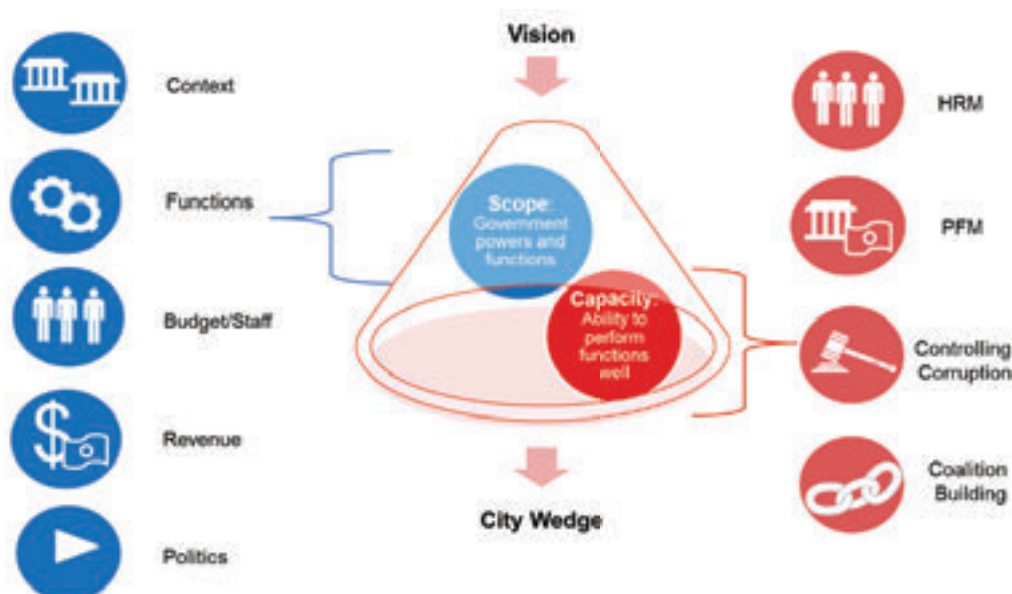 Vision
Context
Functions
Budget/Staff
Revenue
Politics
Scope:
Government
powers and
functions
Capacity:
Ability to
perform
functions
well
City Wedge
HRM
PFM
Controlling
Corruption
Coalition
Building